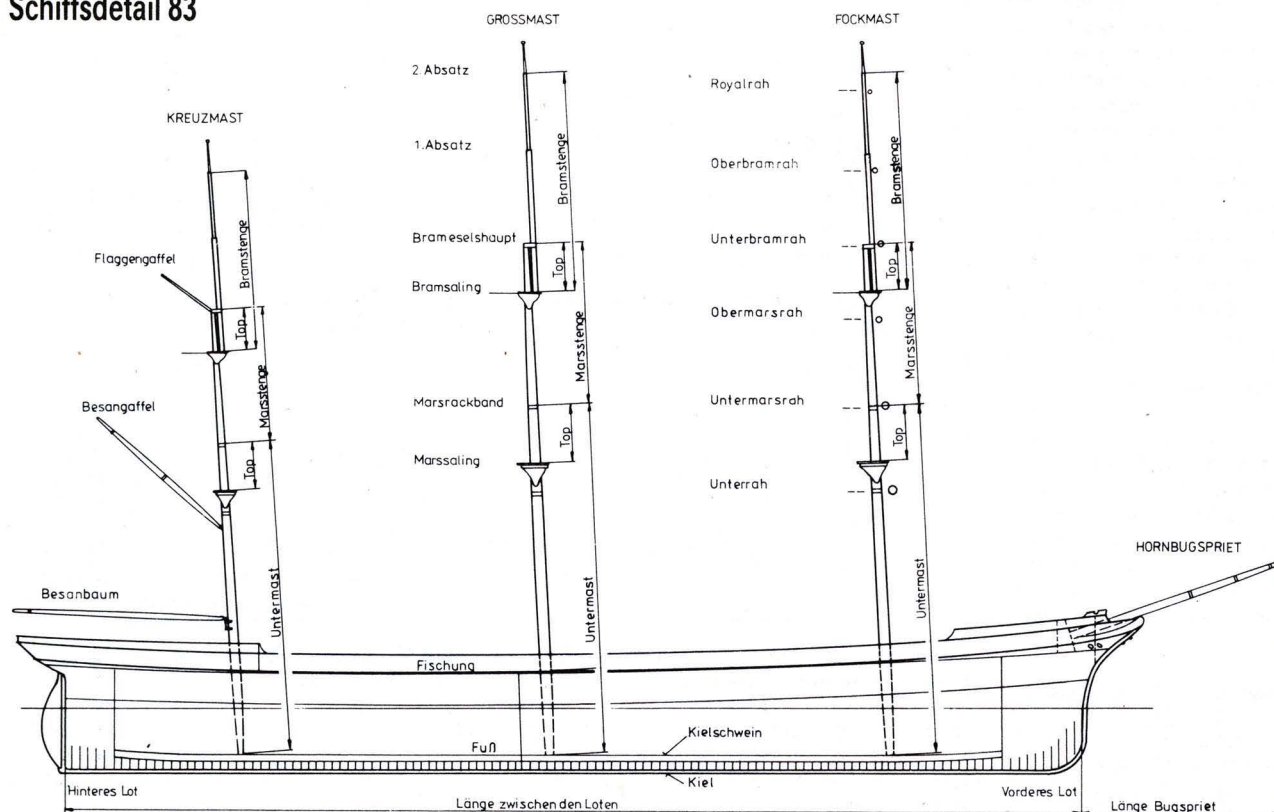 Schiffsdetail 83
GROSSMAST
FOCKMAST
KREUZMAST
2. Absatz
1. Absatz
Brameselshaupt
Bramsaling
Marsrackband
Marssaling
Royalrah
Oberbramrah
Unterbramrah
Obermarsrah
Untermarsrah
Unterrah
Flaggengaffel
Besangaffel
Besanbaum
Bramstenge
Top
Marsstenge
Top
Untermast
Bramstenge
Top
Marsstenge
Top
Untermast
Bramstenge
Top
Marsstenge
Top
Untermast
HORNBUGSPRIET
Fischung
Fuß
Kielschwein
Kiel
Hinteres Lot
Länge zwischen den Loten
Vorderes Lot
Länge Bugspriet